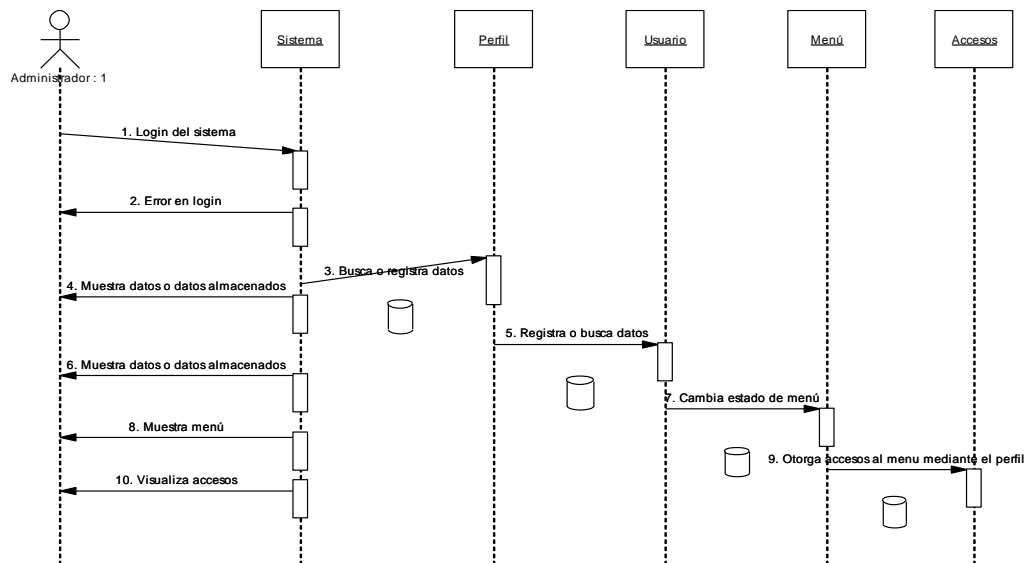 Sistema
Perfil
Usuario
Menú
Accesos
Administrador : 1
1. Login del sistema
2. Error en login
3. Busca o registra datos
4. Muestra datos o datos almacenados
5. Registra o busca datos
6. Muestra datos o datos almacenados
7. Cambia estado de menú
8. Muestra menú
9. Otorga accesos al menu mediante el perfil
10. Visualiza accesos